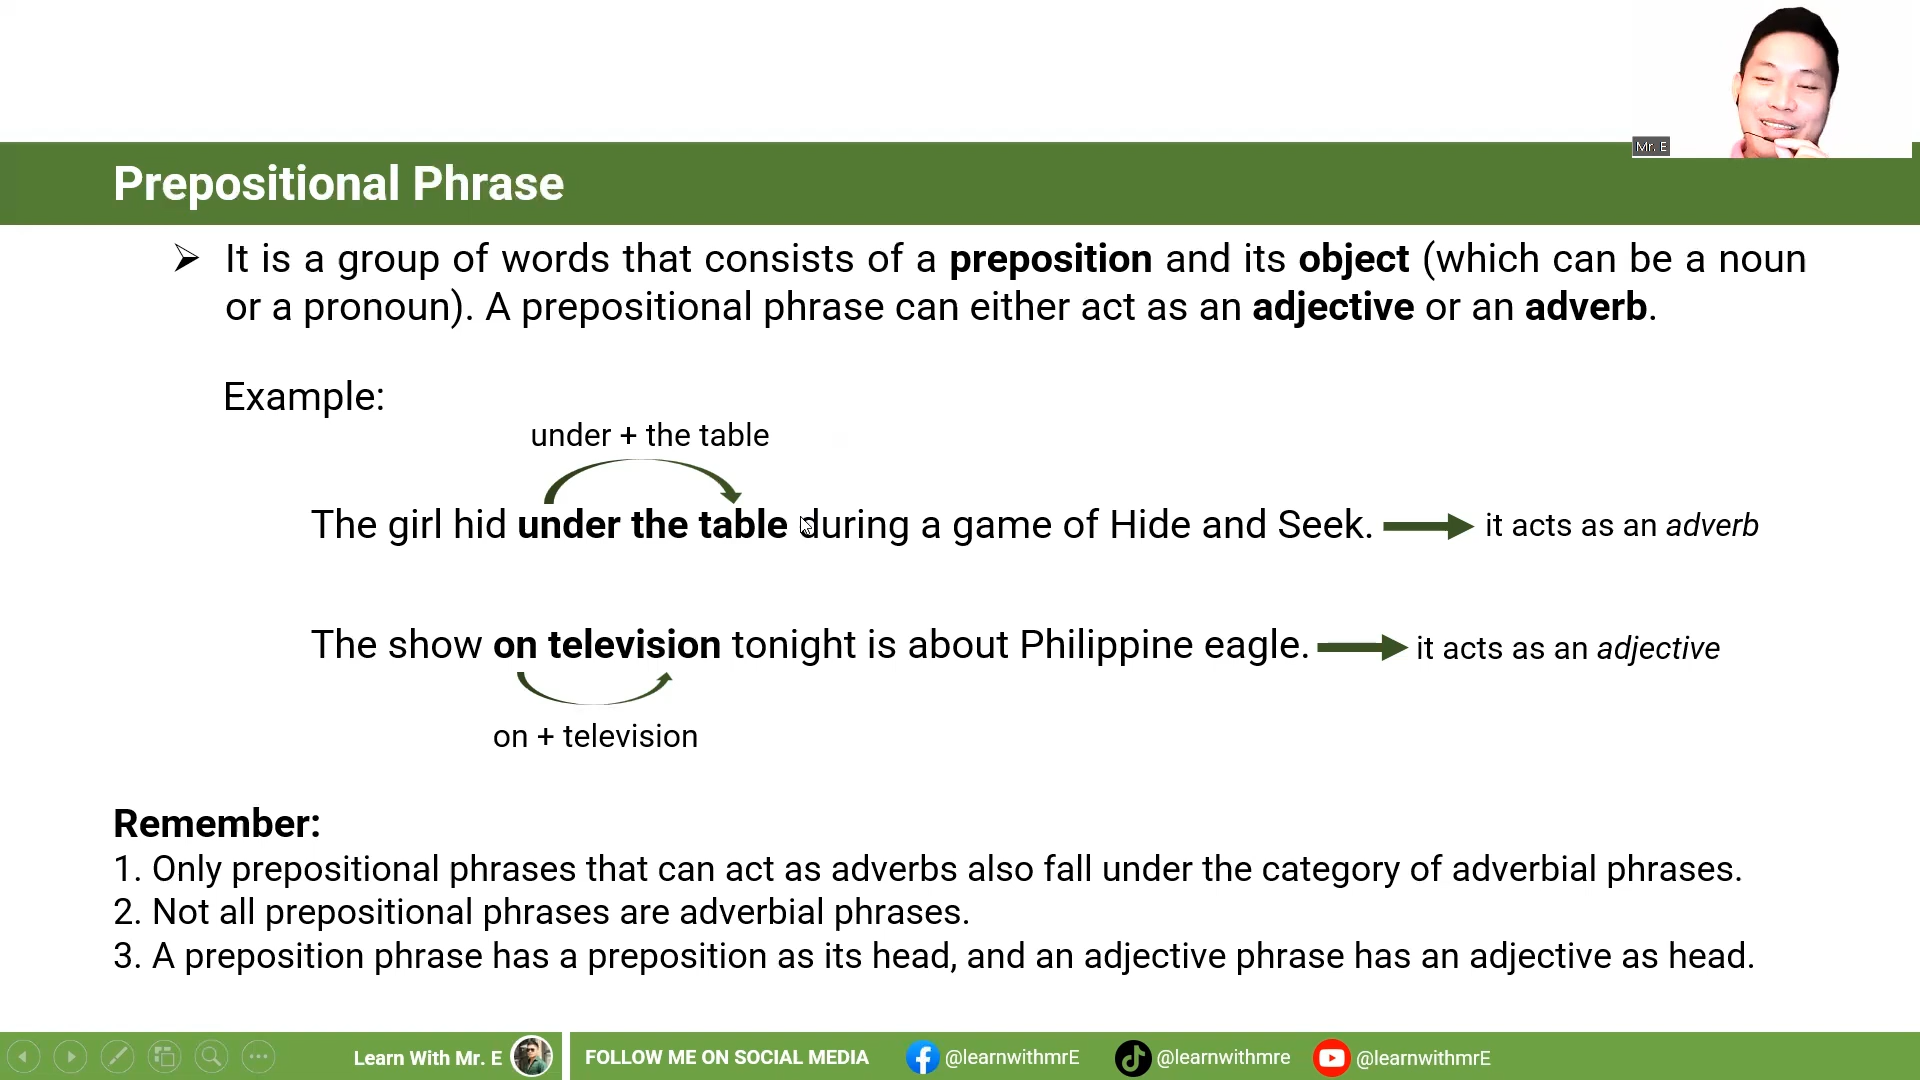 Mr. E
Prepositional Phrase
➢ It is a group of words that consists of a preposition and its object (which can be a noun
or a pronoun). A prepositional phrase can either act as an adjective or an adverb.
Example:
under + the table
The girl hid under the table during a game of Hide and Seek. it acts as an adverb
The show on television tonight is about Philippine eagle. it acts as an adjective
on + television
Remember:
1. Only prepositional phrases that can act as adverbs also fall under the category of adverbial phrases.
2. Not all prepositional phrases are adverbial phrases.
3. A preposition phrase has a preposition as its head, and an adjective phrase has an adjective as head.
Learn With Mr. E FOLLOW ME ON SOCIAL MEDIA @learnwithmrE @learnwithmre @learnwithmrE